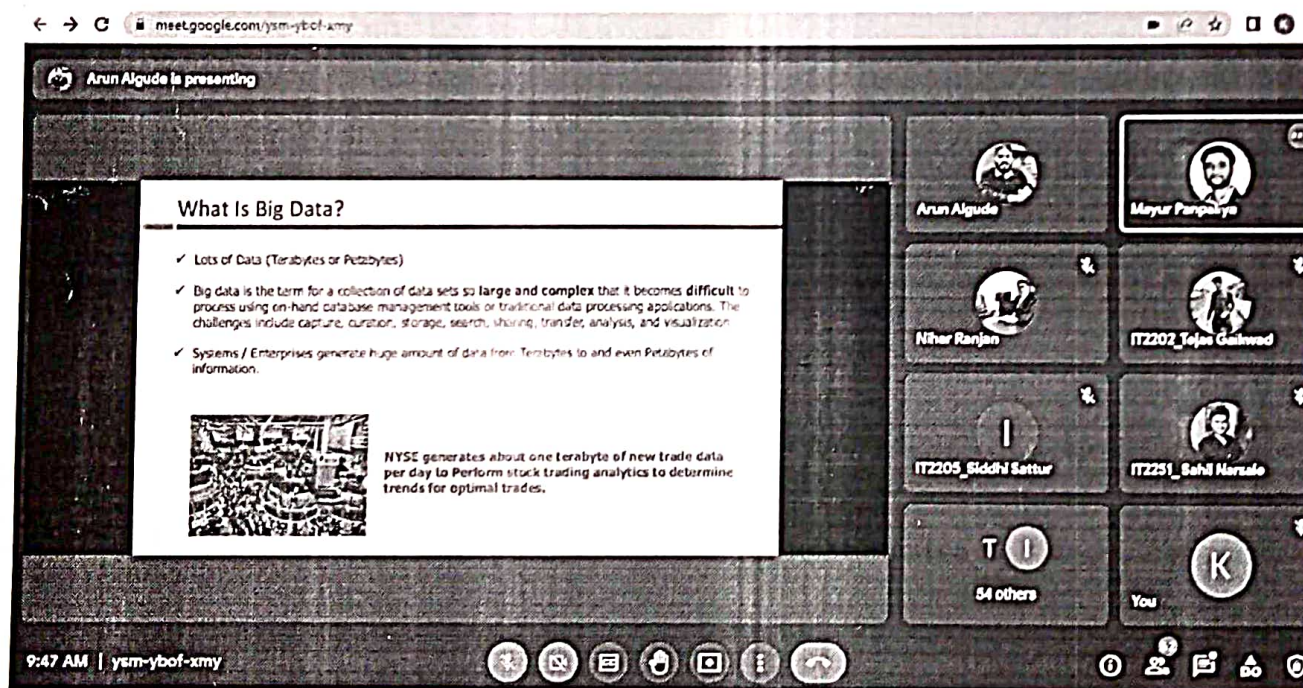 meet.google.com/ysm-ybof-xmy
K
Arun Algude is presenting
What Is Big Data?
✓ Lots of Data (Terabytes or Petabytes)
✓ Big data is the term for a collection of data sets so large and complex that it becomes difficult to
process using on-hand database management tools or traditional data processing applications. The
challenges include capture, curation, storage, search, sharing, transfer, analysis, and visualization
✓ Systems / Enterprises generate huge amount of data from Terabytes to and even Petabytes of
information.
NYSE generates about one terabyte of new trade data
per day to Perform stock trading analytics to determine
trends for optimal trades.
Arun Algude
Mayur Panpaliya
Nihar Ranjan
IT2202_Tejas Gaikwad
I
IT2205_Siddhi Sattur
IT2251_Sahil Narsale
T I
54 others
K
You
9:47 AM | ysm-ybof-xmy